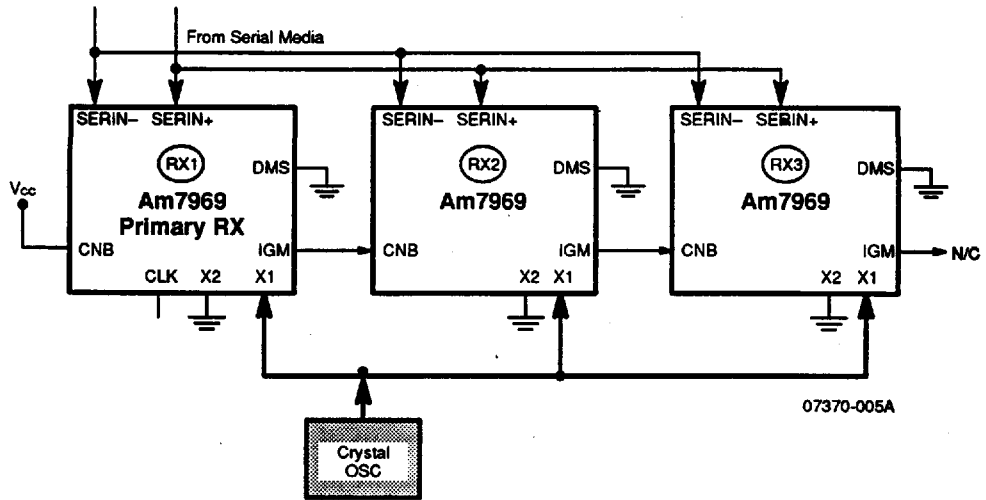 From Serial Media
SERIN– SERIN+
SERIN– SERIN+
SERIN– SERIN+
RX1
DMS
RX2
DMS
RX3
DMS
Vcc
Am7969
Primary RX
Am7969
Am7969
CNB
IGM
CNB
IGM
CNB
IGM
N/C
CLK X2 X1
X2 X1
X2 X1
07370-005A
Crystal
OSC